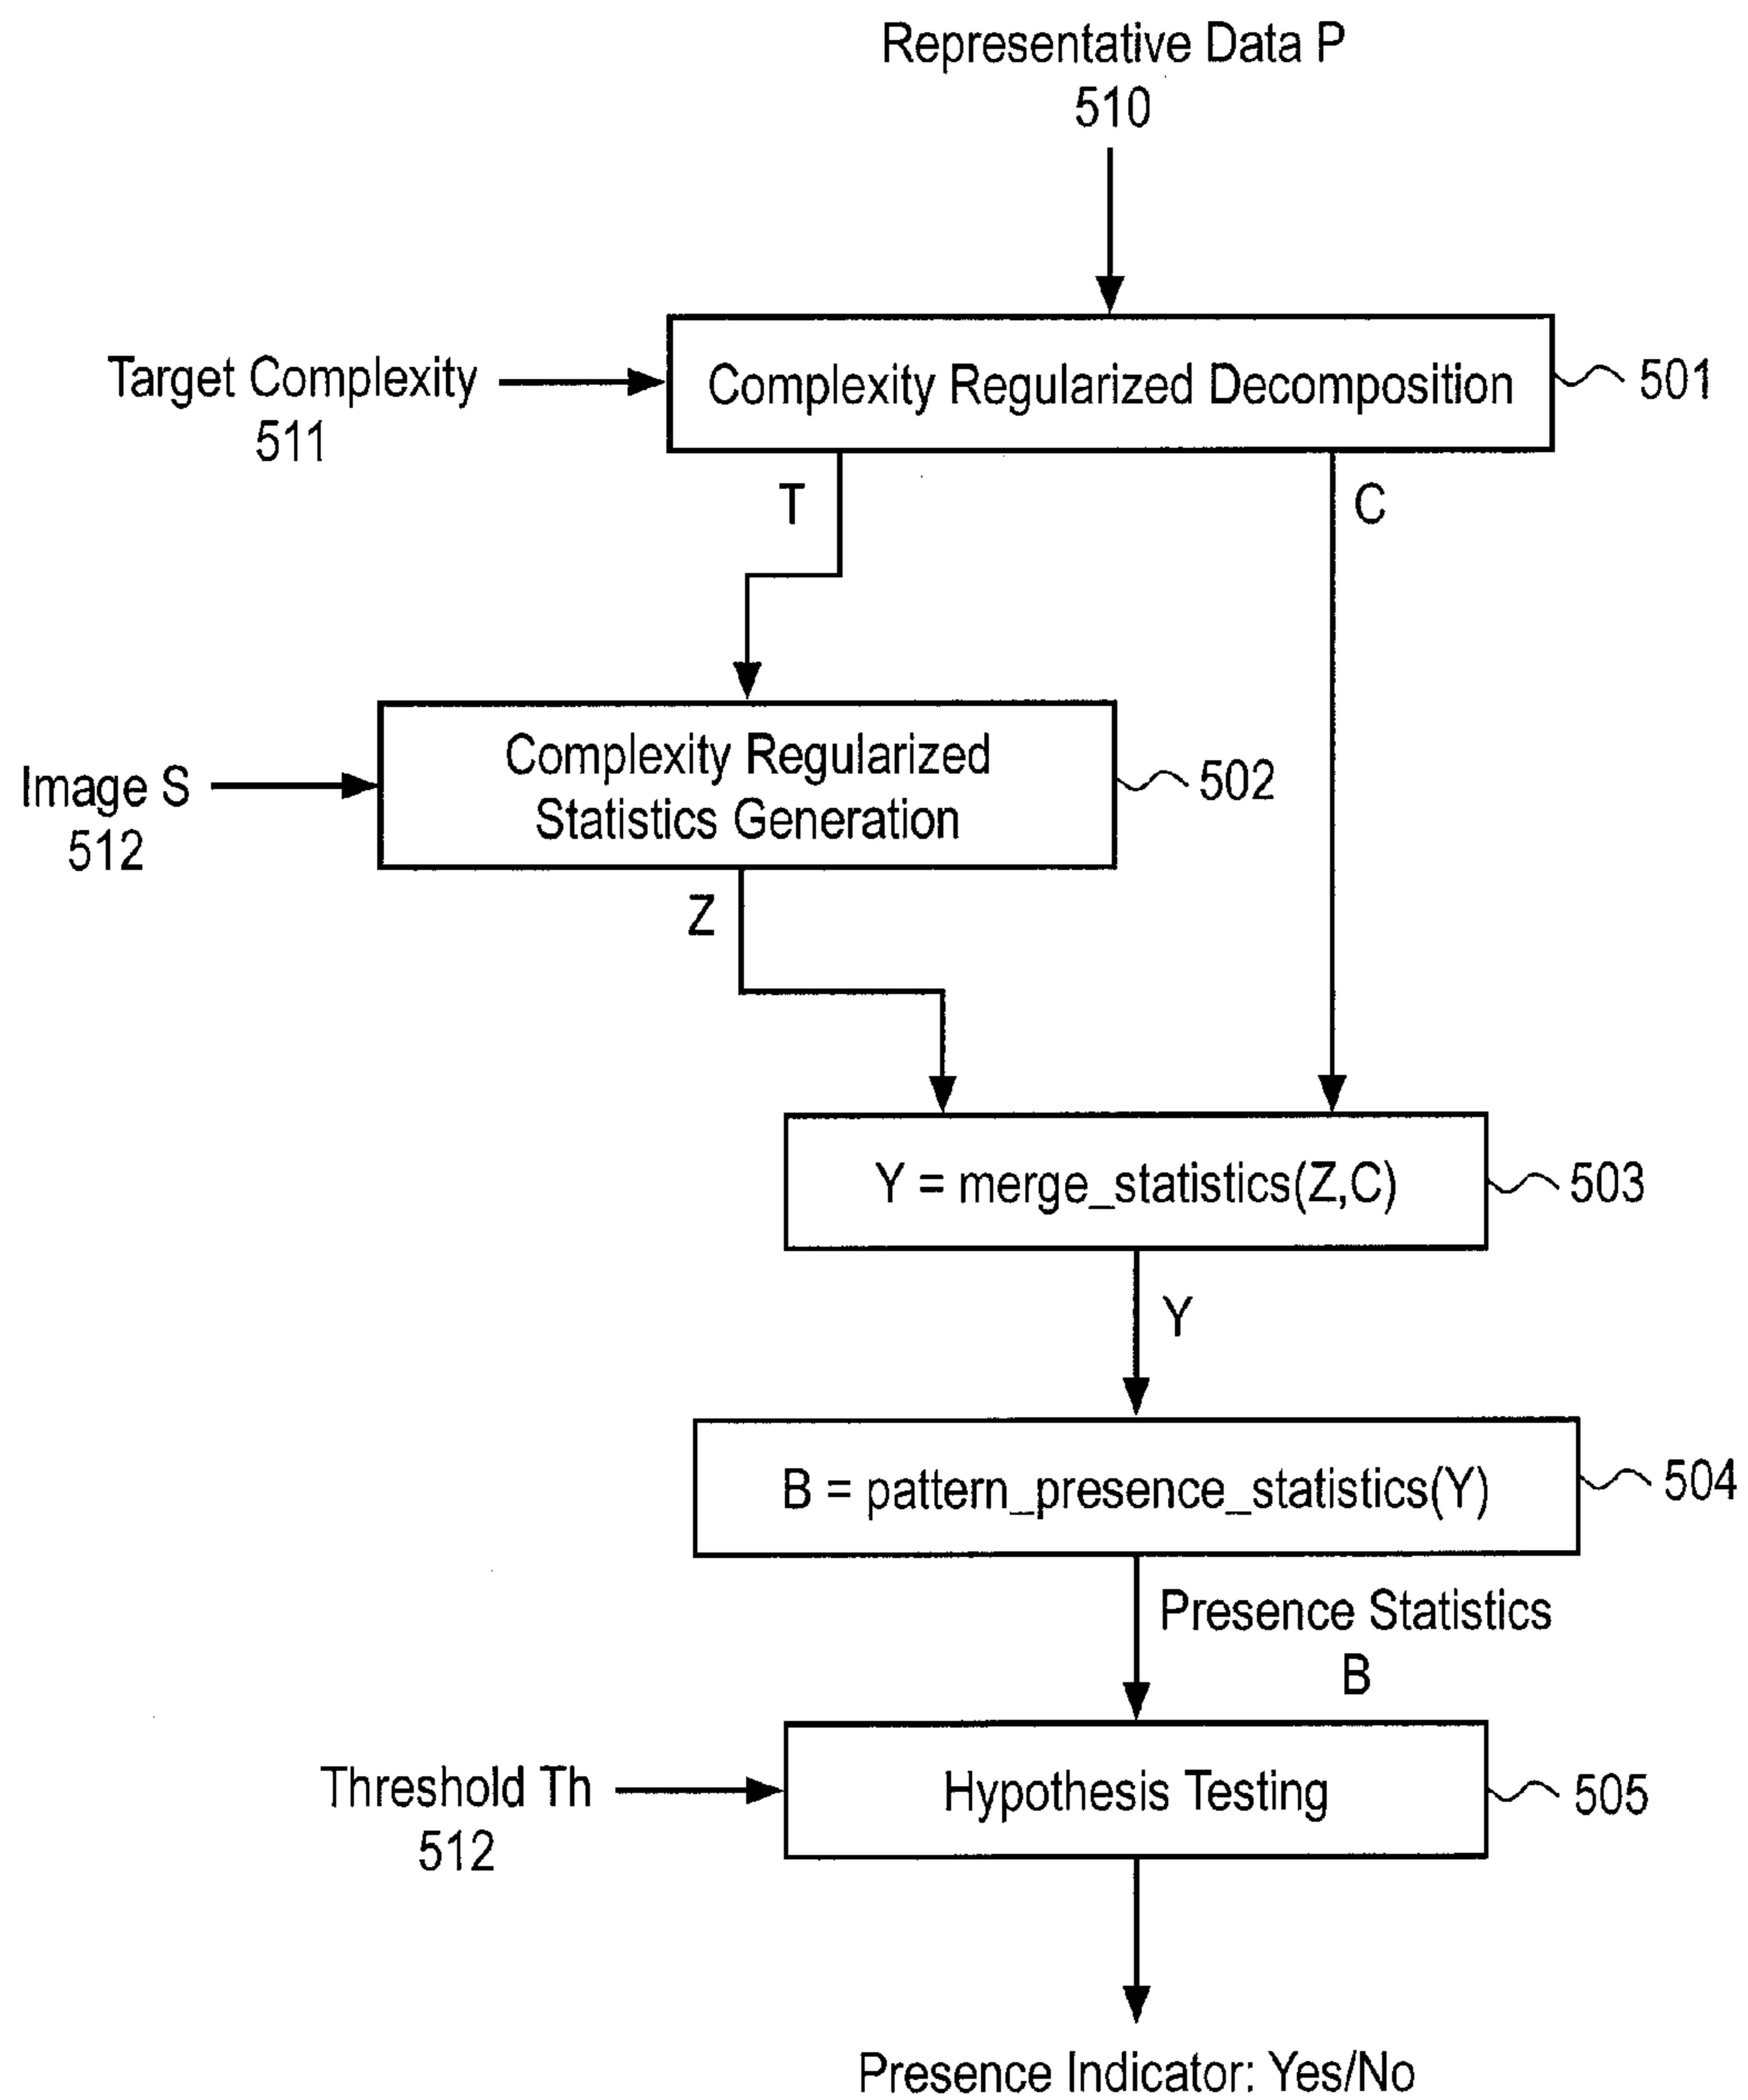 Representative Data P
510
Target Complexity
511
Complexity Regularized Decomposition
501
T
C
Image S
512
Complexity Regularized
Statistics Generation
502
Z
Y = merge_statistics(Z,C)
503
Y
B = pattern_presence_statistics(Y)
504
Presence Statistics
B
Threshold Th
512
Hypothesis Testing
505
Presence Indicator: Yes/No